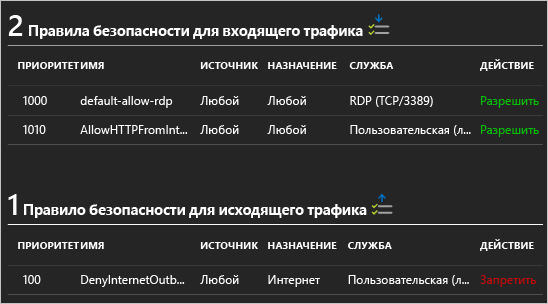 2 Правила безопасности для входящего трафика
ПРИОРИТЕТ ИМЯ ИСТОЧНИК НАЗНАЧЕНИЕ СЛУЖБА ДЕЙСТВИЕ
1000 default-allow-rdp Любой Любой RDP (TCP/3389) Разрешить
1010 AllowHTTPFromInt... Любой Любой Пользовательская (л... Разрешить
1 Правило безопасности для исходящего трафика
ПРИОРИТЕТ ИМЯ ИСТОЧНИК НАЗНАЧЕНИЕ СЛУЖБА ДЕЙСТВИЕ
100 DenyInternetOutb... Любой Интернет Пользовательская (л... Запретить